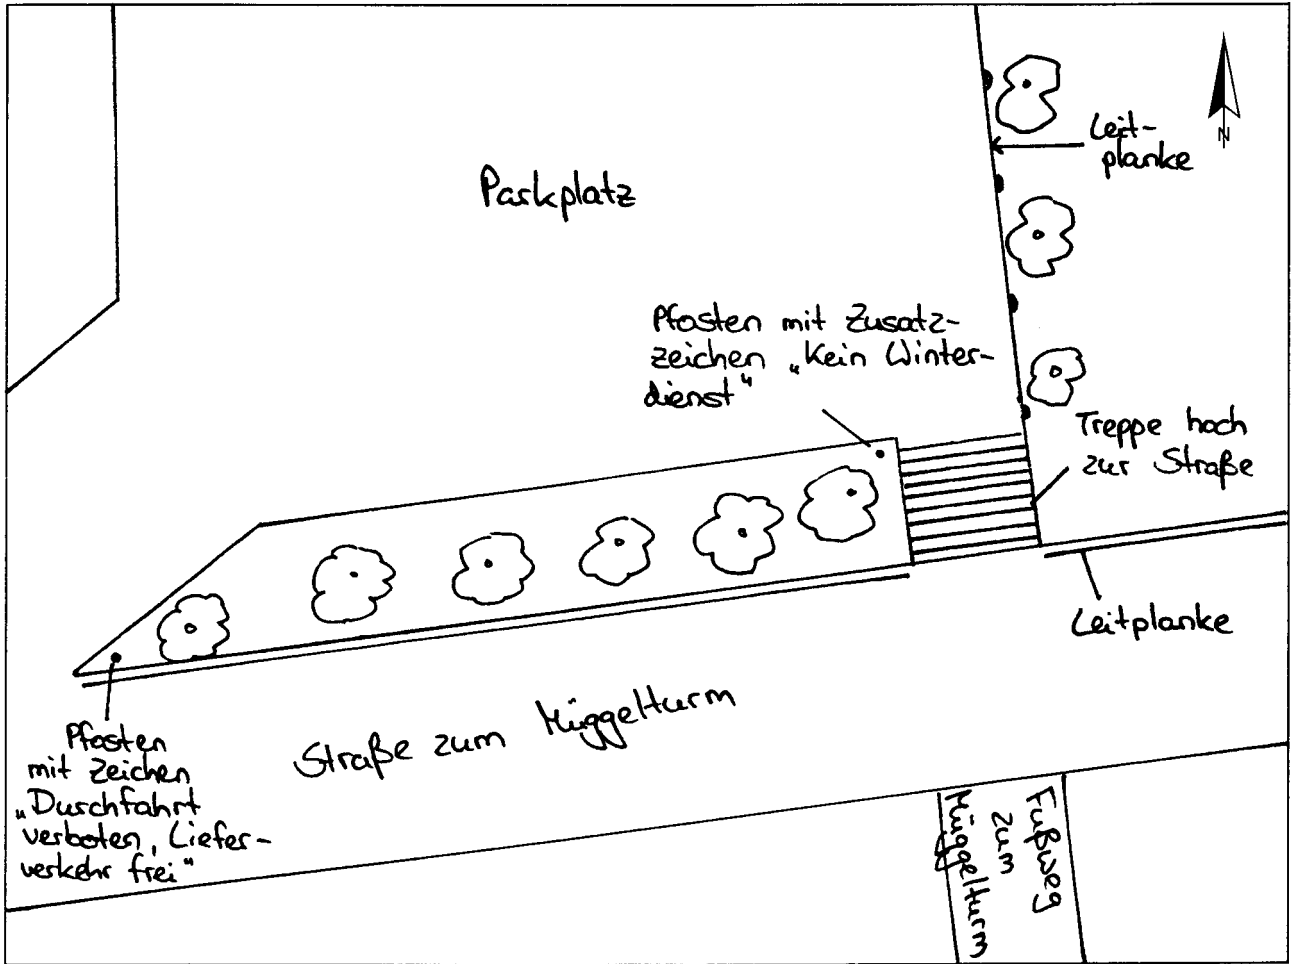 N
Leit-
planke
Parkplatz
Pfosten mit Zusatz-
zeichen „Kein Winter-
dienst"
Treppe hoch
zur Straße
Leitplanke
Straße zum Müggelturm
Pfosten
mit Zeichen
„Durchfahrt
verboten, Liefer-
verkehr frei"
Fußweg
zum
Müggelturm